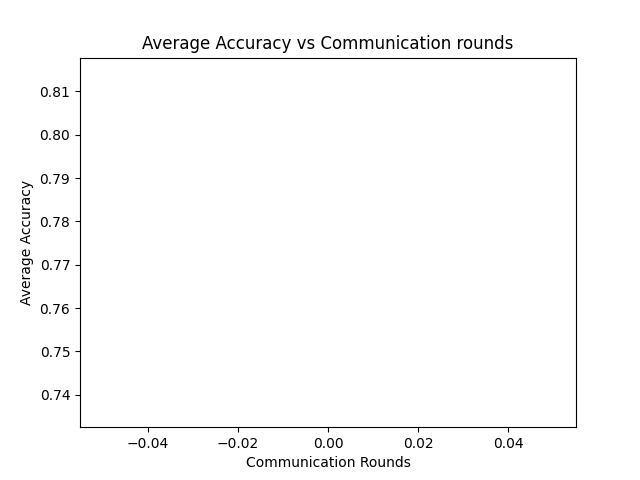 Average Accuracy vs Communication rounds
0.81
0.80
0.79
0.78
0.77
0.76
0.75
0.74
Average Accuracy
−0.04 −0.02 0.00 0.02 0.04
Communication Rounds